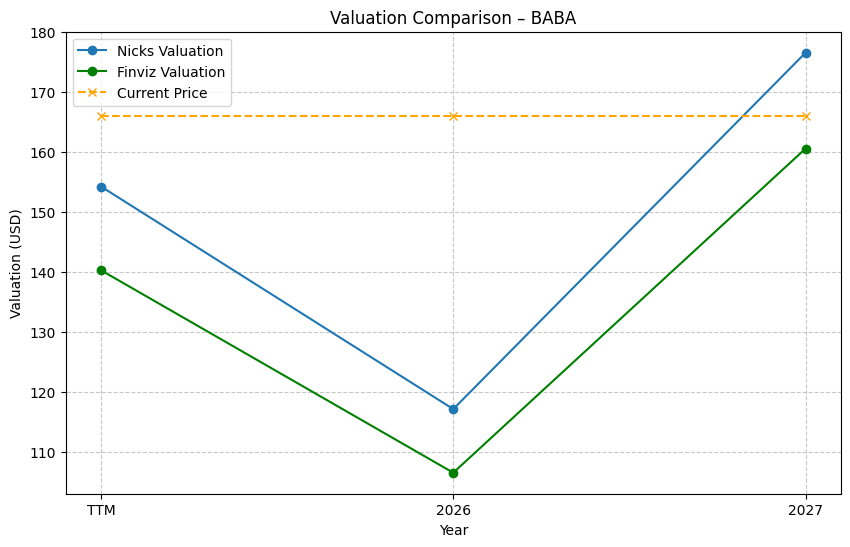 Valuation Comparison – BABA
Nicks Valuation
Finviz Valuation
Current Price
Valuation (USD)
180
170
160
150
140
130
120
110
TTM
2026
2027
Year